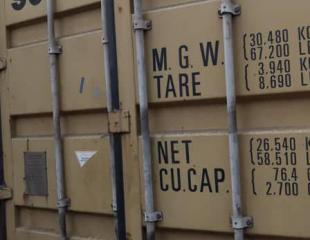 M.G.W. 30.480 KG
67.200 L
TARE 3.940 K
8.690 L
NET 26.540 K
58.510 L
CU.CAP. 76.4
2.700